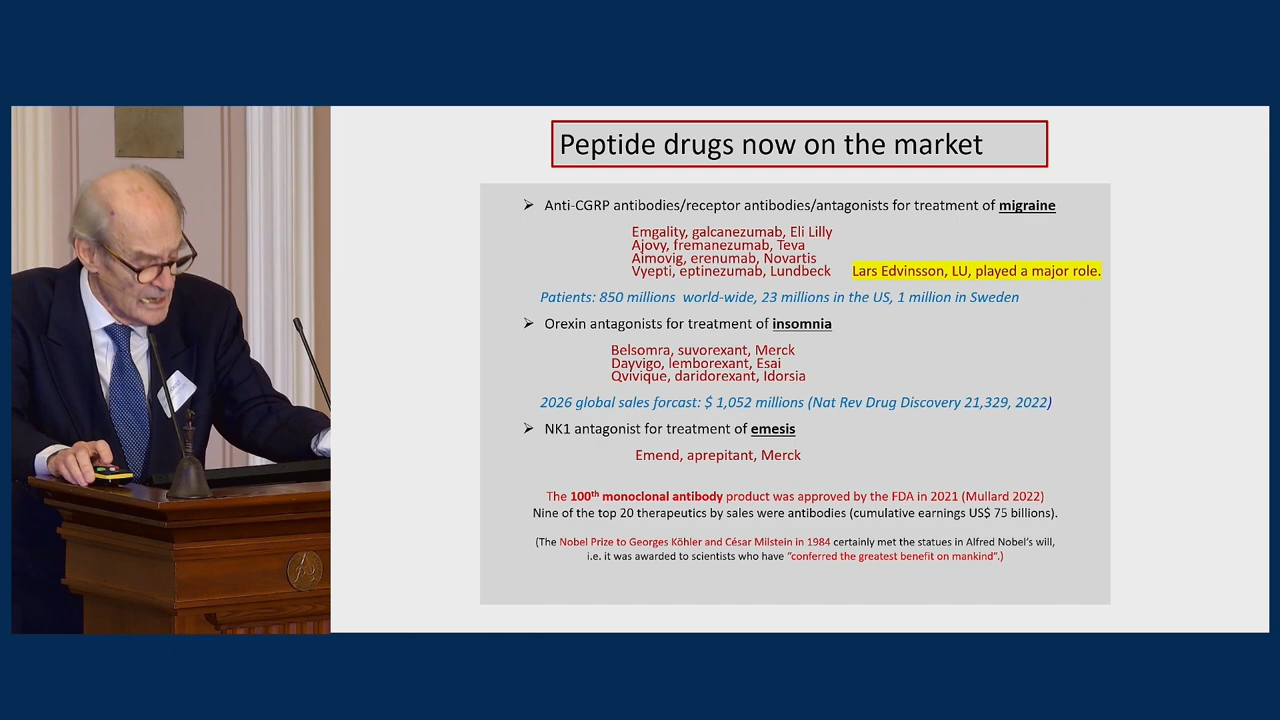 Peptide drugs now on the market
➢ Anti-CGRP antibodies/receptor antibodies/antagonists for treatment of migraine
Emgality, galcanezumab, Eli Lilly
Ajovy, fremanezumab, Teva
Aimovig, erenumab, Novartis
Vyepti, eptinezumab, Lundbeck Lars Edvinsson, LU, played a major role.
Patients: 850 millions world-wide, 23 millions in the US, 1 million in Sweden
➢ Orexin antagonists for treatment of insomnia
Belsomra, suvorexant, Merck
Dayvigo, lemborexant, Esai
Qvivique, daridorexant, Idorsia
2026 global sales forcast: $ 1,052 millions (Nat Rev Drug Discovery 21,329, 2022)
➢ NK1 antagonist for treatment of emesis
Emend, aprepitant, Merck
The 100th monoclonal antibody product was approved by the FDA in 2021 (Mullard 2022)
Nine of the top 20 therapeutics by sales were antibodies (cumulative earnings US$ 75 billions).
(The Nobel Prize to Georges Köhler and César Milstein in 1984 certainly met the statues in Alfred Nobel's will,
i.e. it was awarded to scientists who have "conferred the greatest benefit on mankind".)